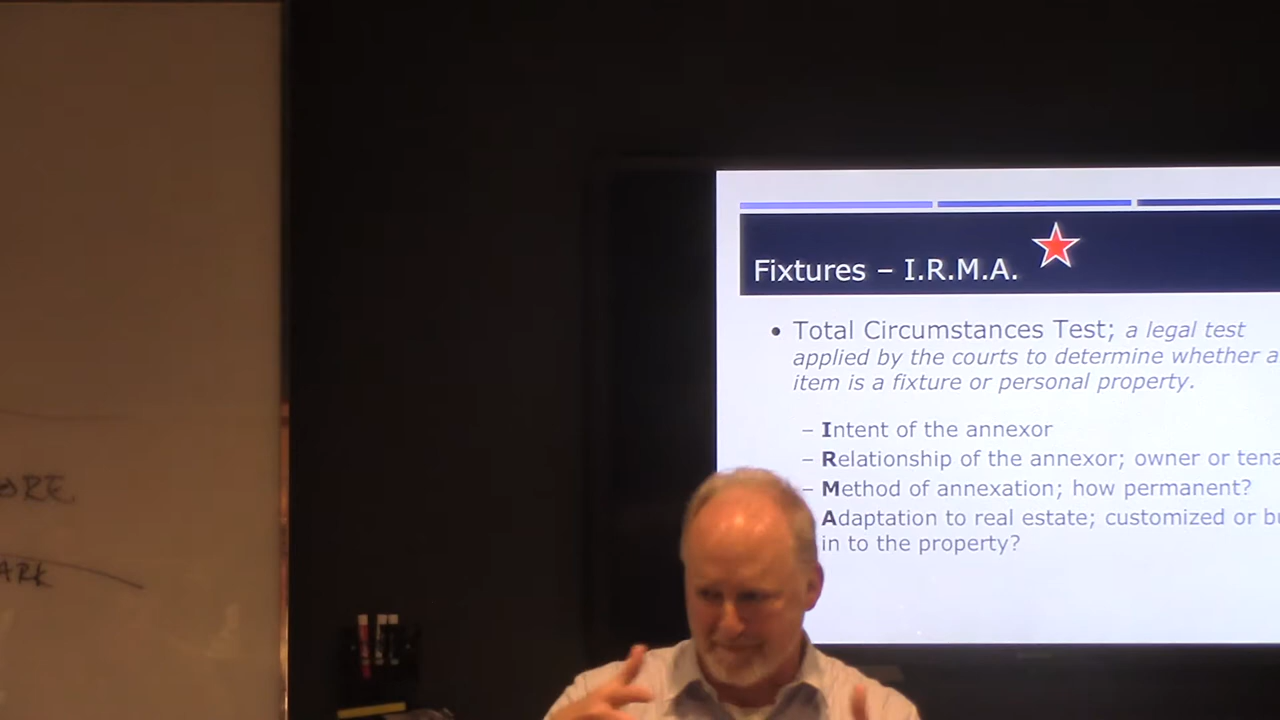 Fixtures – I.R.M.A.
• Total Circumstances Test; a legal test
applied by the courts to determine whether a
item is a fixture or personal property.
– Intent of the annexor
– Relationship of the annexor; owner or tena
– Method of annexation; how permanent?
Adaptation to real estate; customized or bu
in to the property?
ORE
ARK